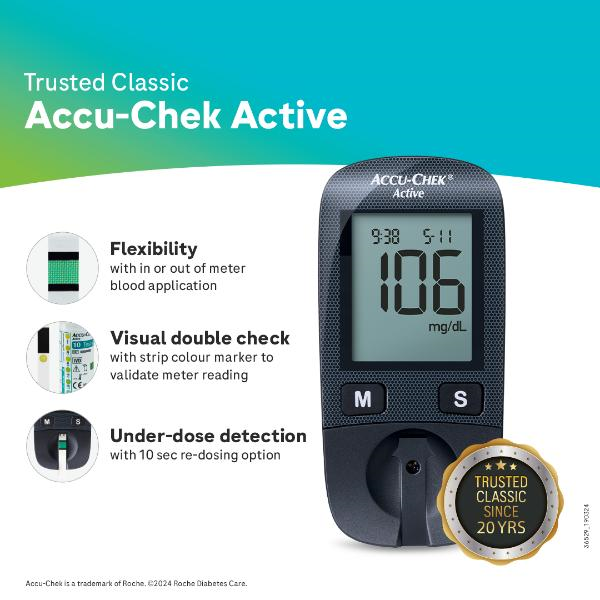 Trusted Classic
Accu-Chek Active
ACCU-CHEK®
Active
9:38 5-11
106
mg/dL
M S
Flexibility
with in or out of meter
blood application
Visual double check
with strip colour marker to
validate meter reading
Under-dose detection
with 10 sec re-dosing option
M S
TRUSTED
CLASSIC
SINCE
20 YRS
36529_190324
Accu-Chek is a trademark of Roche. ©2024 Roche Diabetes Care.